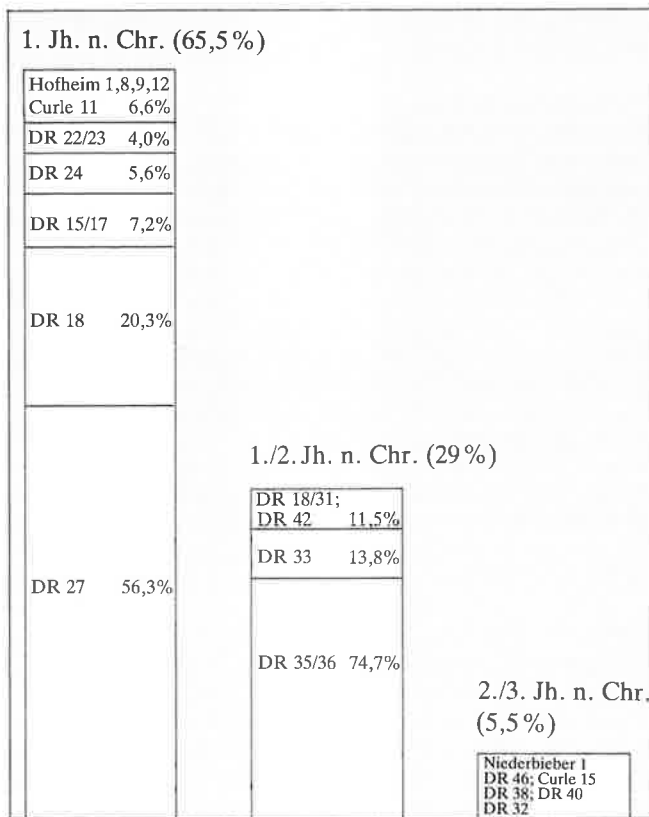 1. Jh. n. Chr. (65,5%)
Hofheim 1,8,9,12
Curle 11 6,6%
DR 22/23 4,0%
DR 24 5,6%
DR 15/17 7,2%
DR 18 20,3%
DR 27 56,3%
1./2. Jh. n. Chr. (29%)
DR 18/31;
DR 42 11,5%
DR 33 13,8%
DR 35/36 74,7%
2./3. Jh. n. Chr.
(5,5%)
Niederbieber 1
DR 46; Curle 15
DR 38; DR 40
DR 32